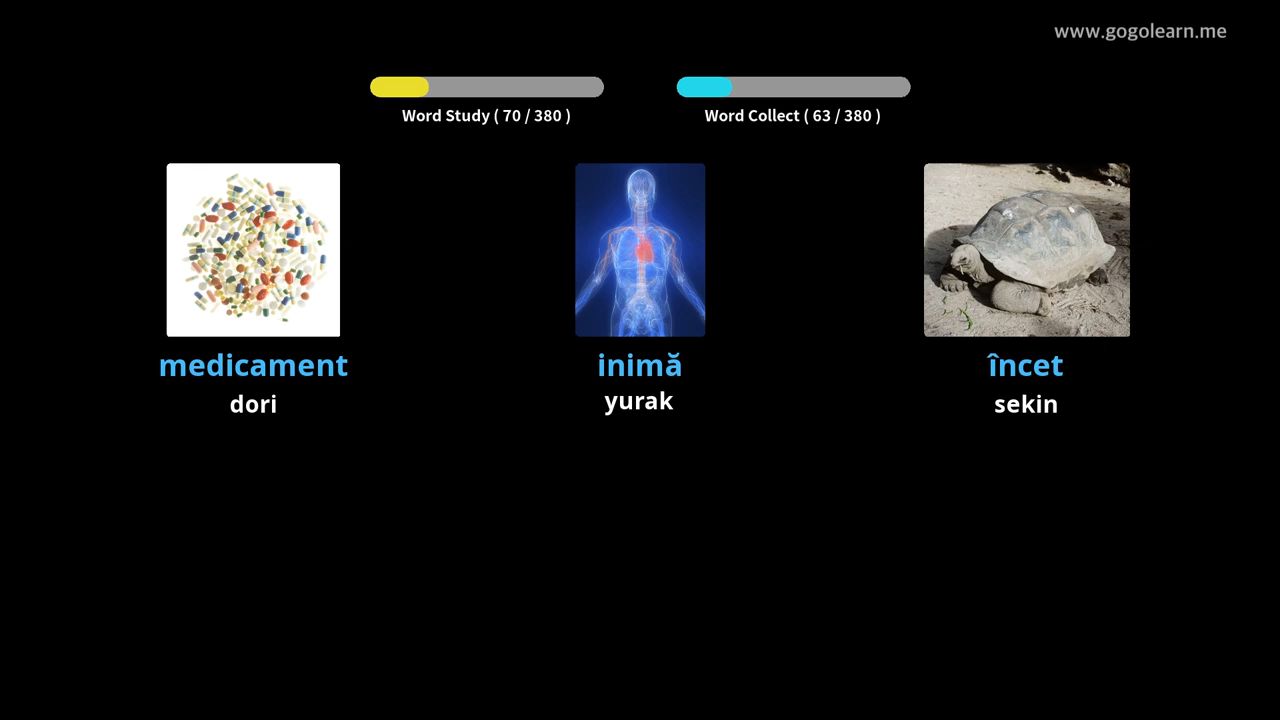 www.gogolearn.me
Word Study ( 70 / 380 )
Word Collect ( 63 / 380 )
medicament
dori
inimă
yurak
încet
sekin